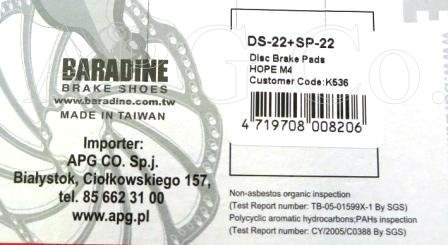 BARADINE
BRAKE SHOES
www.baradine.com
MADE IN TAIWAN
Importer:
APG CO. Sp.j.
Białystok, Ciołkowskiego 157,
tel. 85 662 31 00
www.apg.pl
DS-22+SP-22
Disc Brake Pads
HOPE M4
Customer Code:K536
4 719708 008206
Non-asbestos organic inspection
(Test Report number: TB-05-01599X-1 By SGS)
Polycyclic aromatic hydrocarbons;PAHs inspection
(Test Report number: CY/2005/C0388 By SGS)